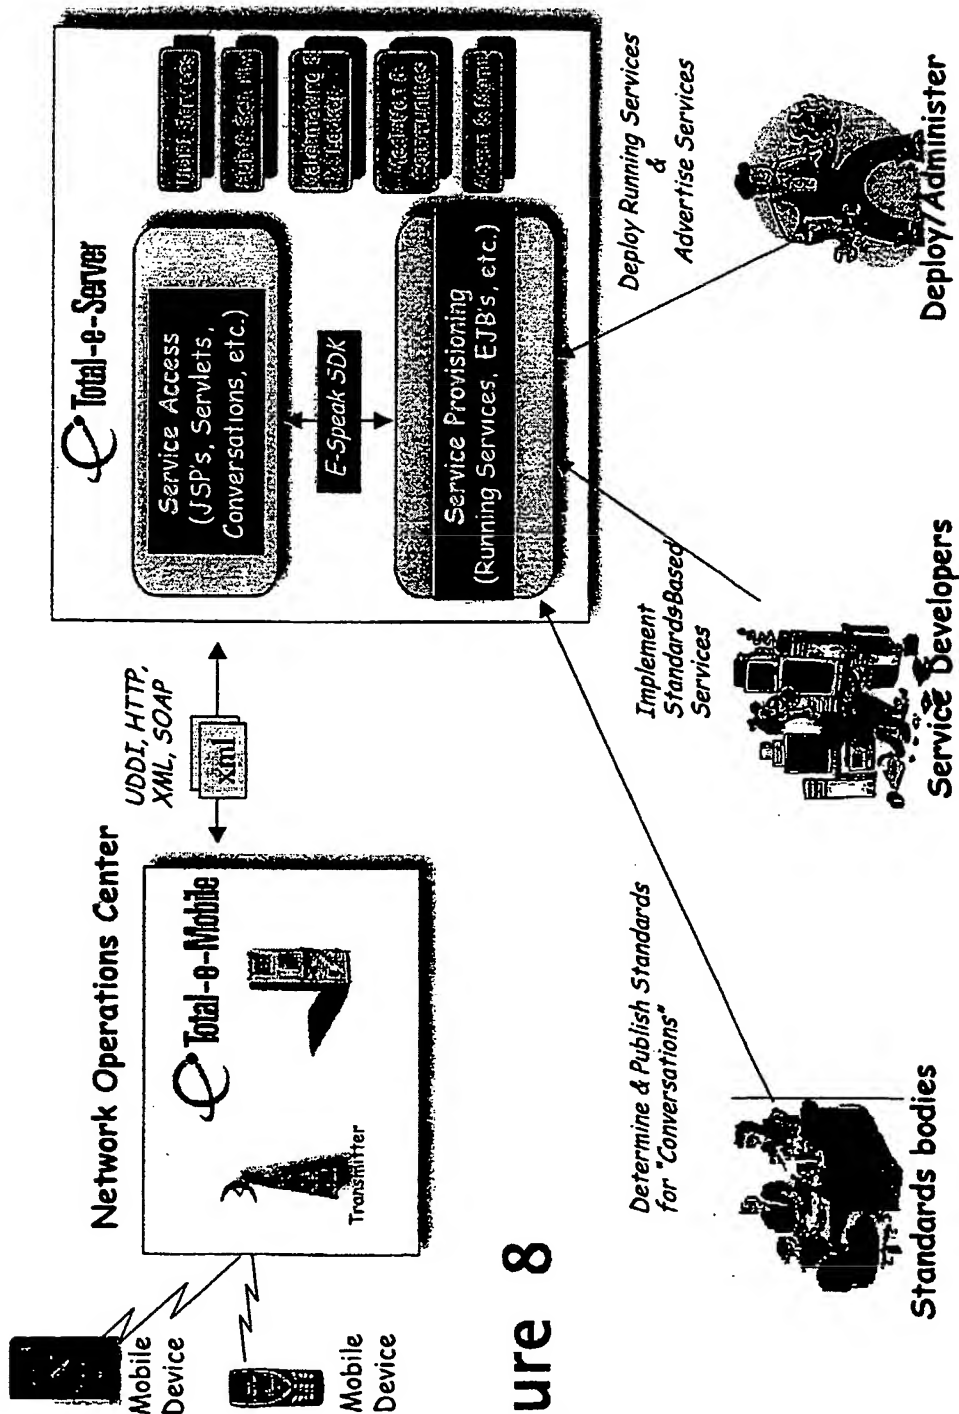 Mobile
Device
Mobile
Device
Network Operations Center
Total-e-Mobile
Transmitter
UDDI, HTTP,
XML, SOAP
xml
Total-e-Server
Service Access
(JSP's, Servlets,
Conversations, etc.)
E-Speak SDK
Service Provisioning
(Running Services, EJB's, etc.)
Determine & Publish Standards
for "Conversations"
Implement
Standards-Based
Services
Deploy Running Services
&
Advertise Services
Standards bodies
Service Developers
Deploy/Administer
ure 8